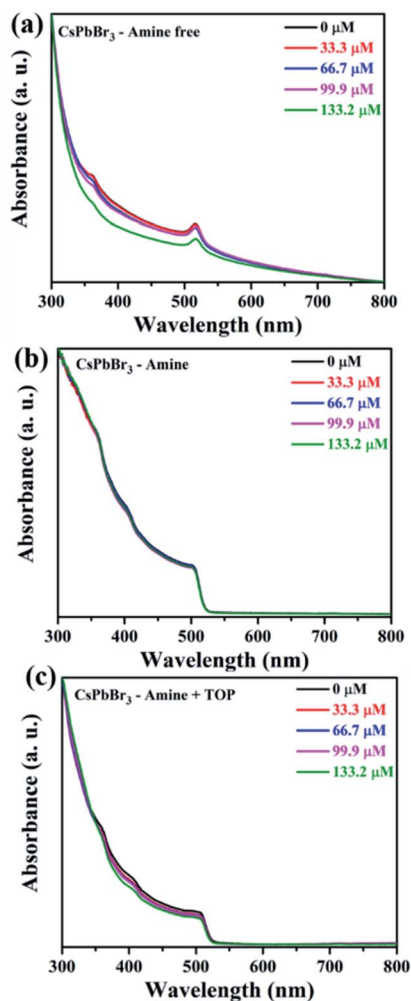 (a)
CsPbBr₃ - Amine free
0 μM
33.3 μM
66.7 μM
99.9 μM
133.2 μM
Absorbance (a. u.)
300 400 500 600 700 800
Wavelength (nm)
(b)
CsPbBr₃ - Amine
0 μM
33.3 μM
66.7 μM
99.9 μM
133.2 μM
Absorbance (a. u.)
300 400 500 600 700 800
Wavelength (nm)
(c)
CsPbBr₃ - Amine + TOP
0 μM
33.3 μM
66.7 μM
99.9 μM
133.2 μM
Absorbance (a. u.)
300 400 500 600 700 800
Wavelength (nm)